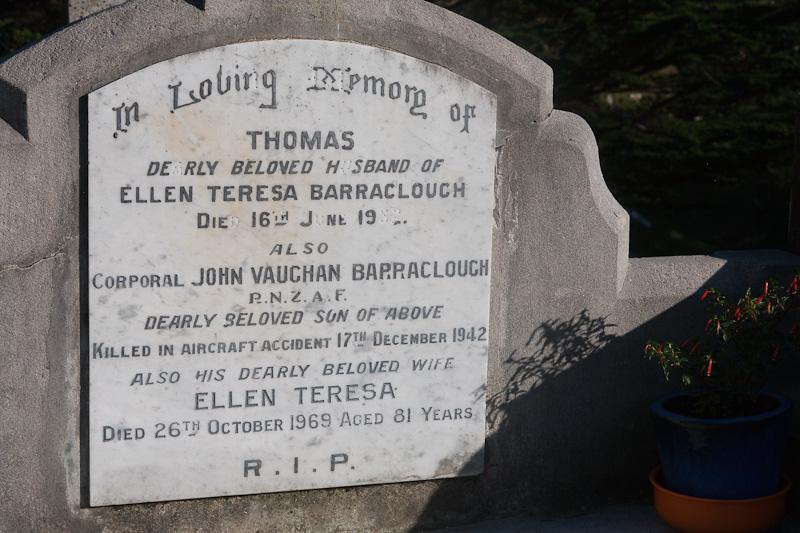 In Loving Memory of
THOMAS
DEARLY BELOVED HUSBAND OF
ELLEN TERESA BARRACLOUGH
DIED 16TH JUNE
ALSO
CORPORAL JOHN VAUGHAN BARRACLOUGH
R.N.Z.A.F.
DEARLY BELOVED SON OF ABOVE
KILLED IN AIRCRAFT ACCIDENT 17TH DECEMBER 1942
ALSO HIS DEARLY BELOVED WIFE
ELLEN TERESA
DIED 26TH OCTOBER 1969 AGED 81 YEARS
R.I.P.